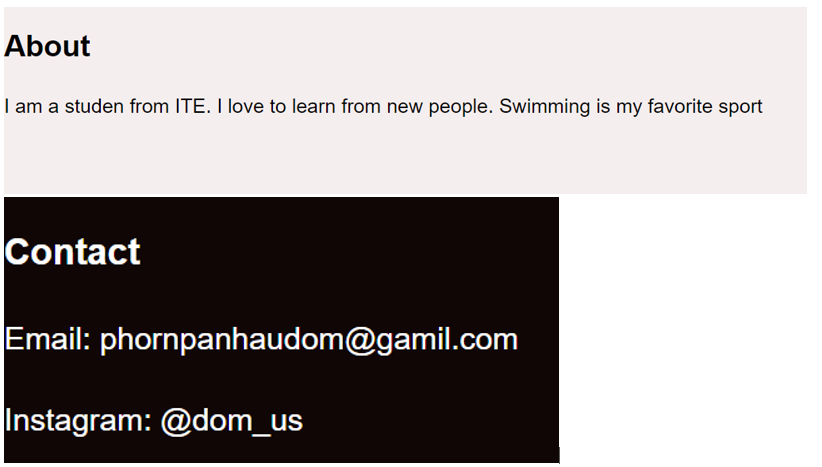 About
I am a studen from ITE. I love to learn from new people. Swimming is my favorite sport
Contact
Email: phornpanhaudom@gamil.com
Instagram: @dom_us